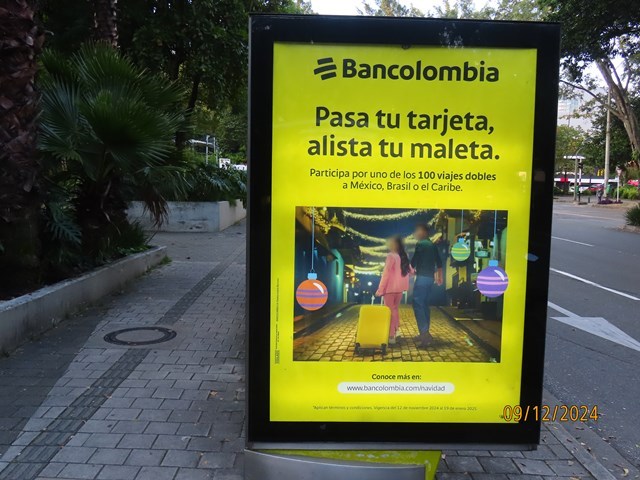 Bancolombia
Pasa tu tarjeta,
alista tu maleta.
Participa por uno de los 100 viajes dobles
a México, Brasil o el Caribe.
Conoce más en:
www.bancolombia.com/navidad
09/12/2024